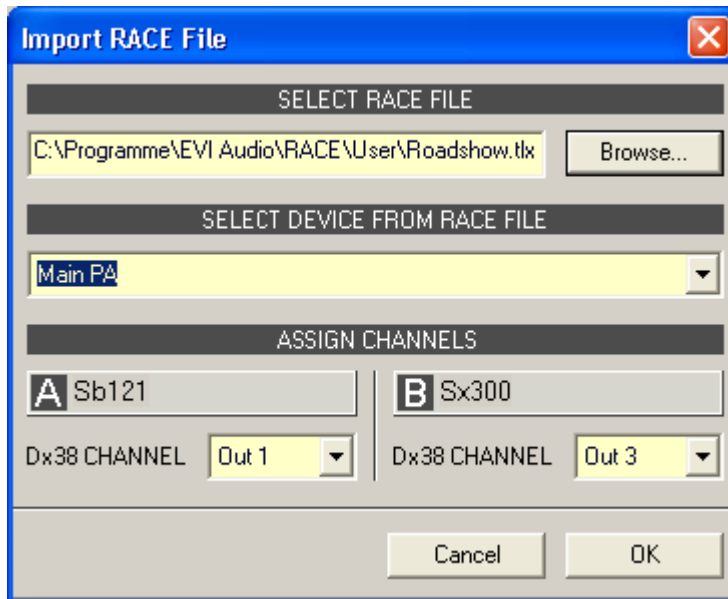 Import RACE File
SELECT RACE FILE
C:\Programme\EVI Audio\RACE\User\Roadshow.tlx Browse...
SELECT DEVICE FROM RACE FILE
Main PA
ASSIGN CHANNELS
A Sb121 B Sx300
Dx38 CHANNEL Out 1 Dx38 CHANNEL Out 3
Cancel OK